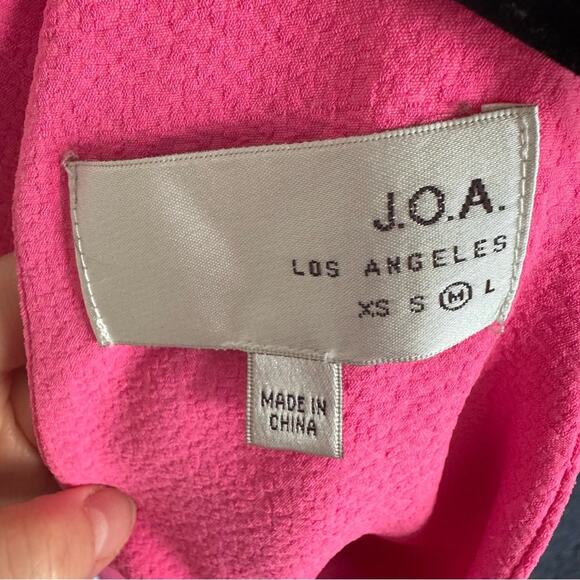 J.O.A.
LOS ANGELES
XS S M L
MADE IN
CHINA